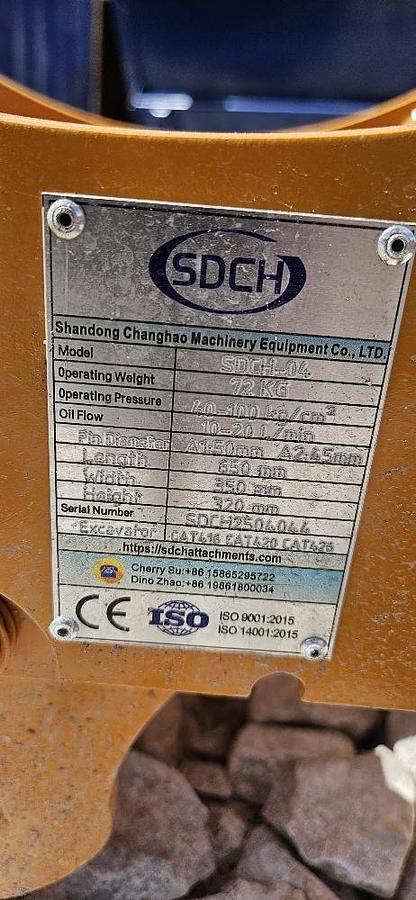 SDCH
Shandong Changhao Machinery Equipment Co., LTD.
Model SDCH-04
Operating Weight 72 KG
Operating Pressure 40-100 kg/cm³
Oil Flow 10-20 L/min
Pin Diameter A1:50mm A2:45mm
Length 650 mm
Width 350 mm
Height 320 mm
Serial Number SDCH2504044
Excavator CAT416 CAT420 CAT426
https://sdchattachments.com
Cherry Su:+86 15865295722
Dino Zhao:+86 19861800034
CE ISO ISO 9001:2015
ISO 14001:2015